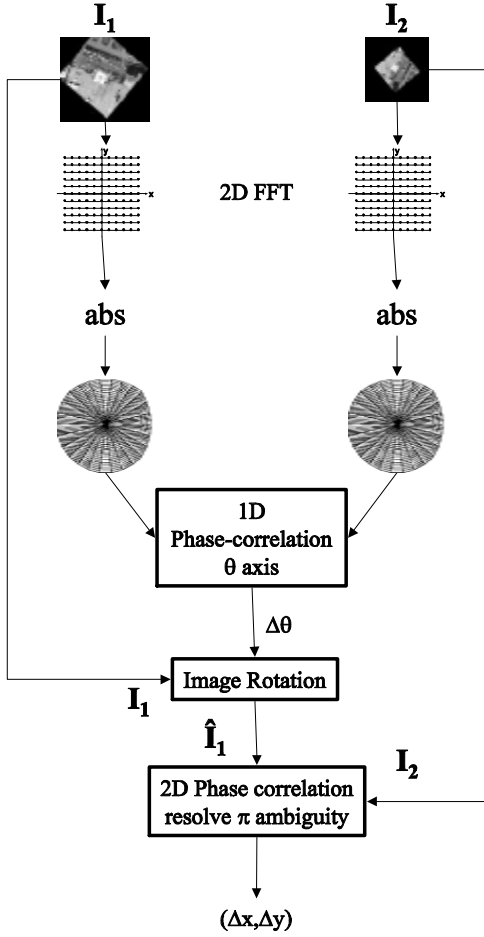 I1
I2
y
x
2D FFT
y
x
abs
abs
1D
Phase-correlation
θ axis
Δθ
Image Rotation
I1
Î1
I2
2D Phase correlation
resolve π ambiguity
(Δx,Δy)